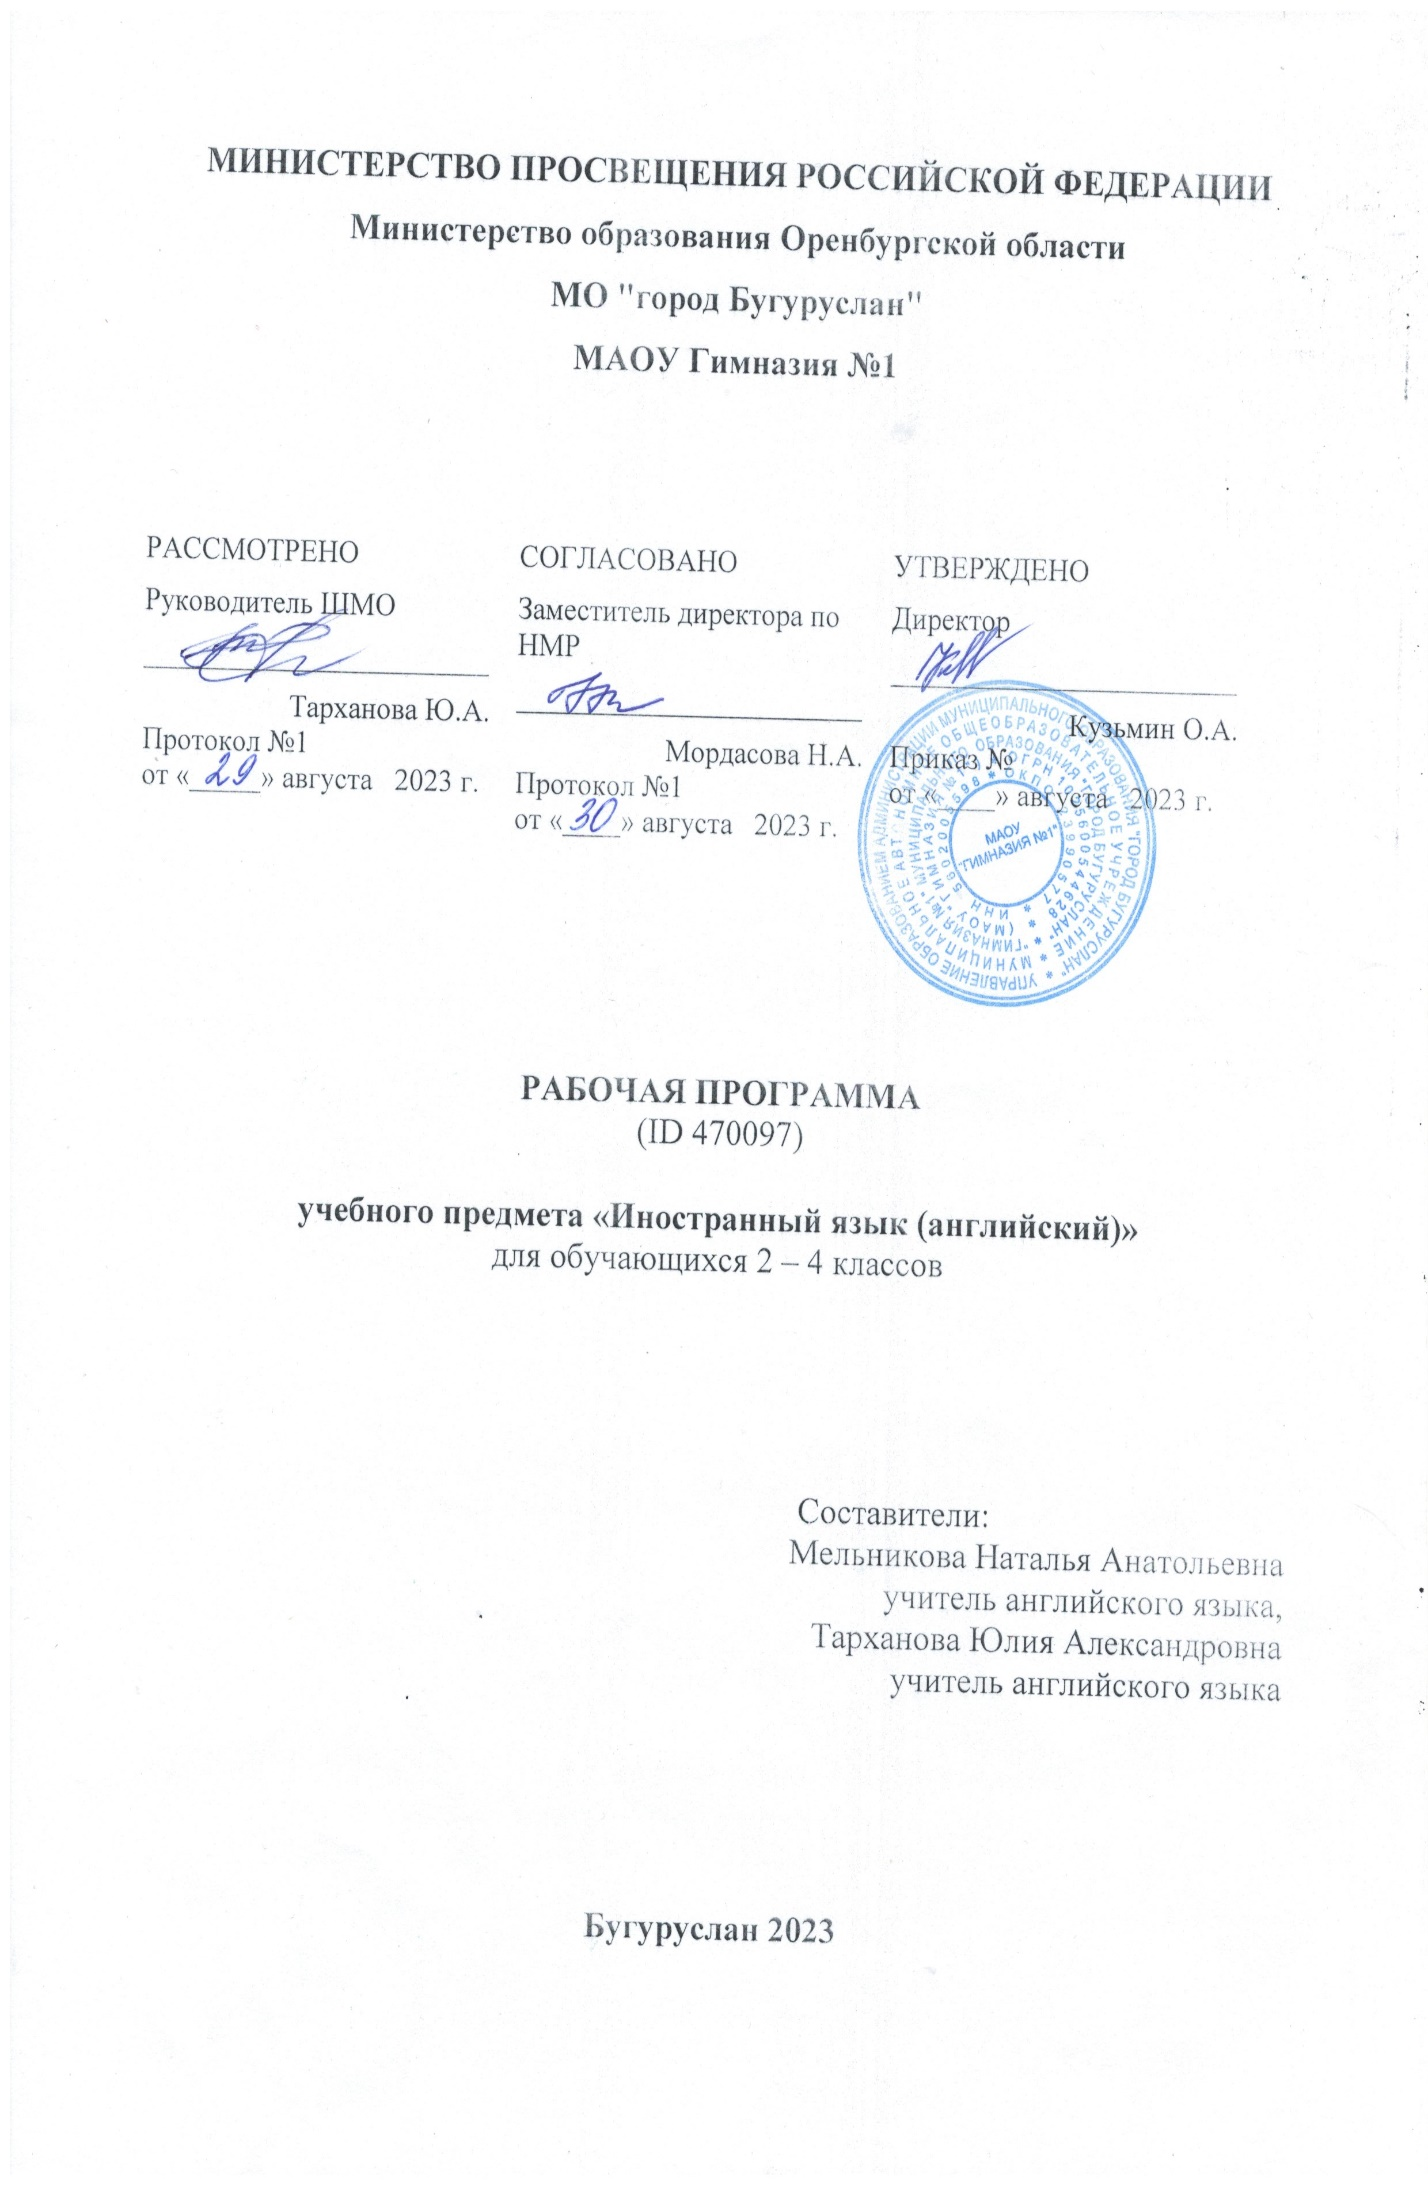 МИНИСТЕРСТВО ПРОСВЕЩЕНИЯ РОССИЙСКОЙ ФЕДЕРАЦИИ
Министерство образования Оренбургской области
МО "город Бугуруслан"
МАОУ Гимназия №1
РАССМОТРЕНО
Руководитель ШМО
Тарханова Ю.А.
Протокол №1
от «29» августа 2023 г.
СОГЛАСОВАНО
Заместитель директора по
НМР
Мордасова Н.А.
Протокол №1
от «30» августа 2023 г.
УТВЕРЖДЕНО
Директор
Кузьмин О.А.
Приказ №
от «____» августа 2023 г.
МАОУ
"ГИМНАЗИЯ №1"
РАБОЧАЯ ПРОГРАММА
(ID 470097)
учебного предмета «Иностранный язык (английский)»
для обучающихся 2 – 4 классов
Составители:
Мельникова Наталья Анатольевна
учитель английского языка,
Тарханова Юлия Александровна
учитель английского языка
Бугуруслан 2023